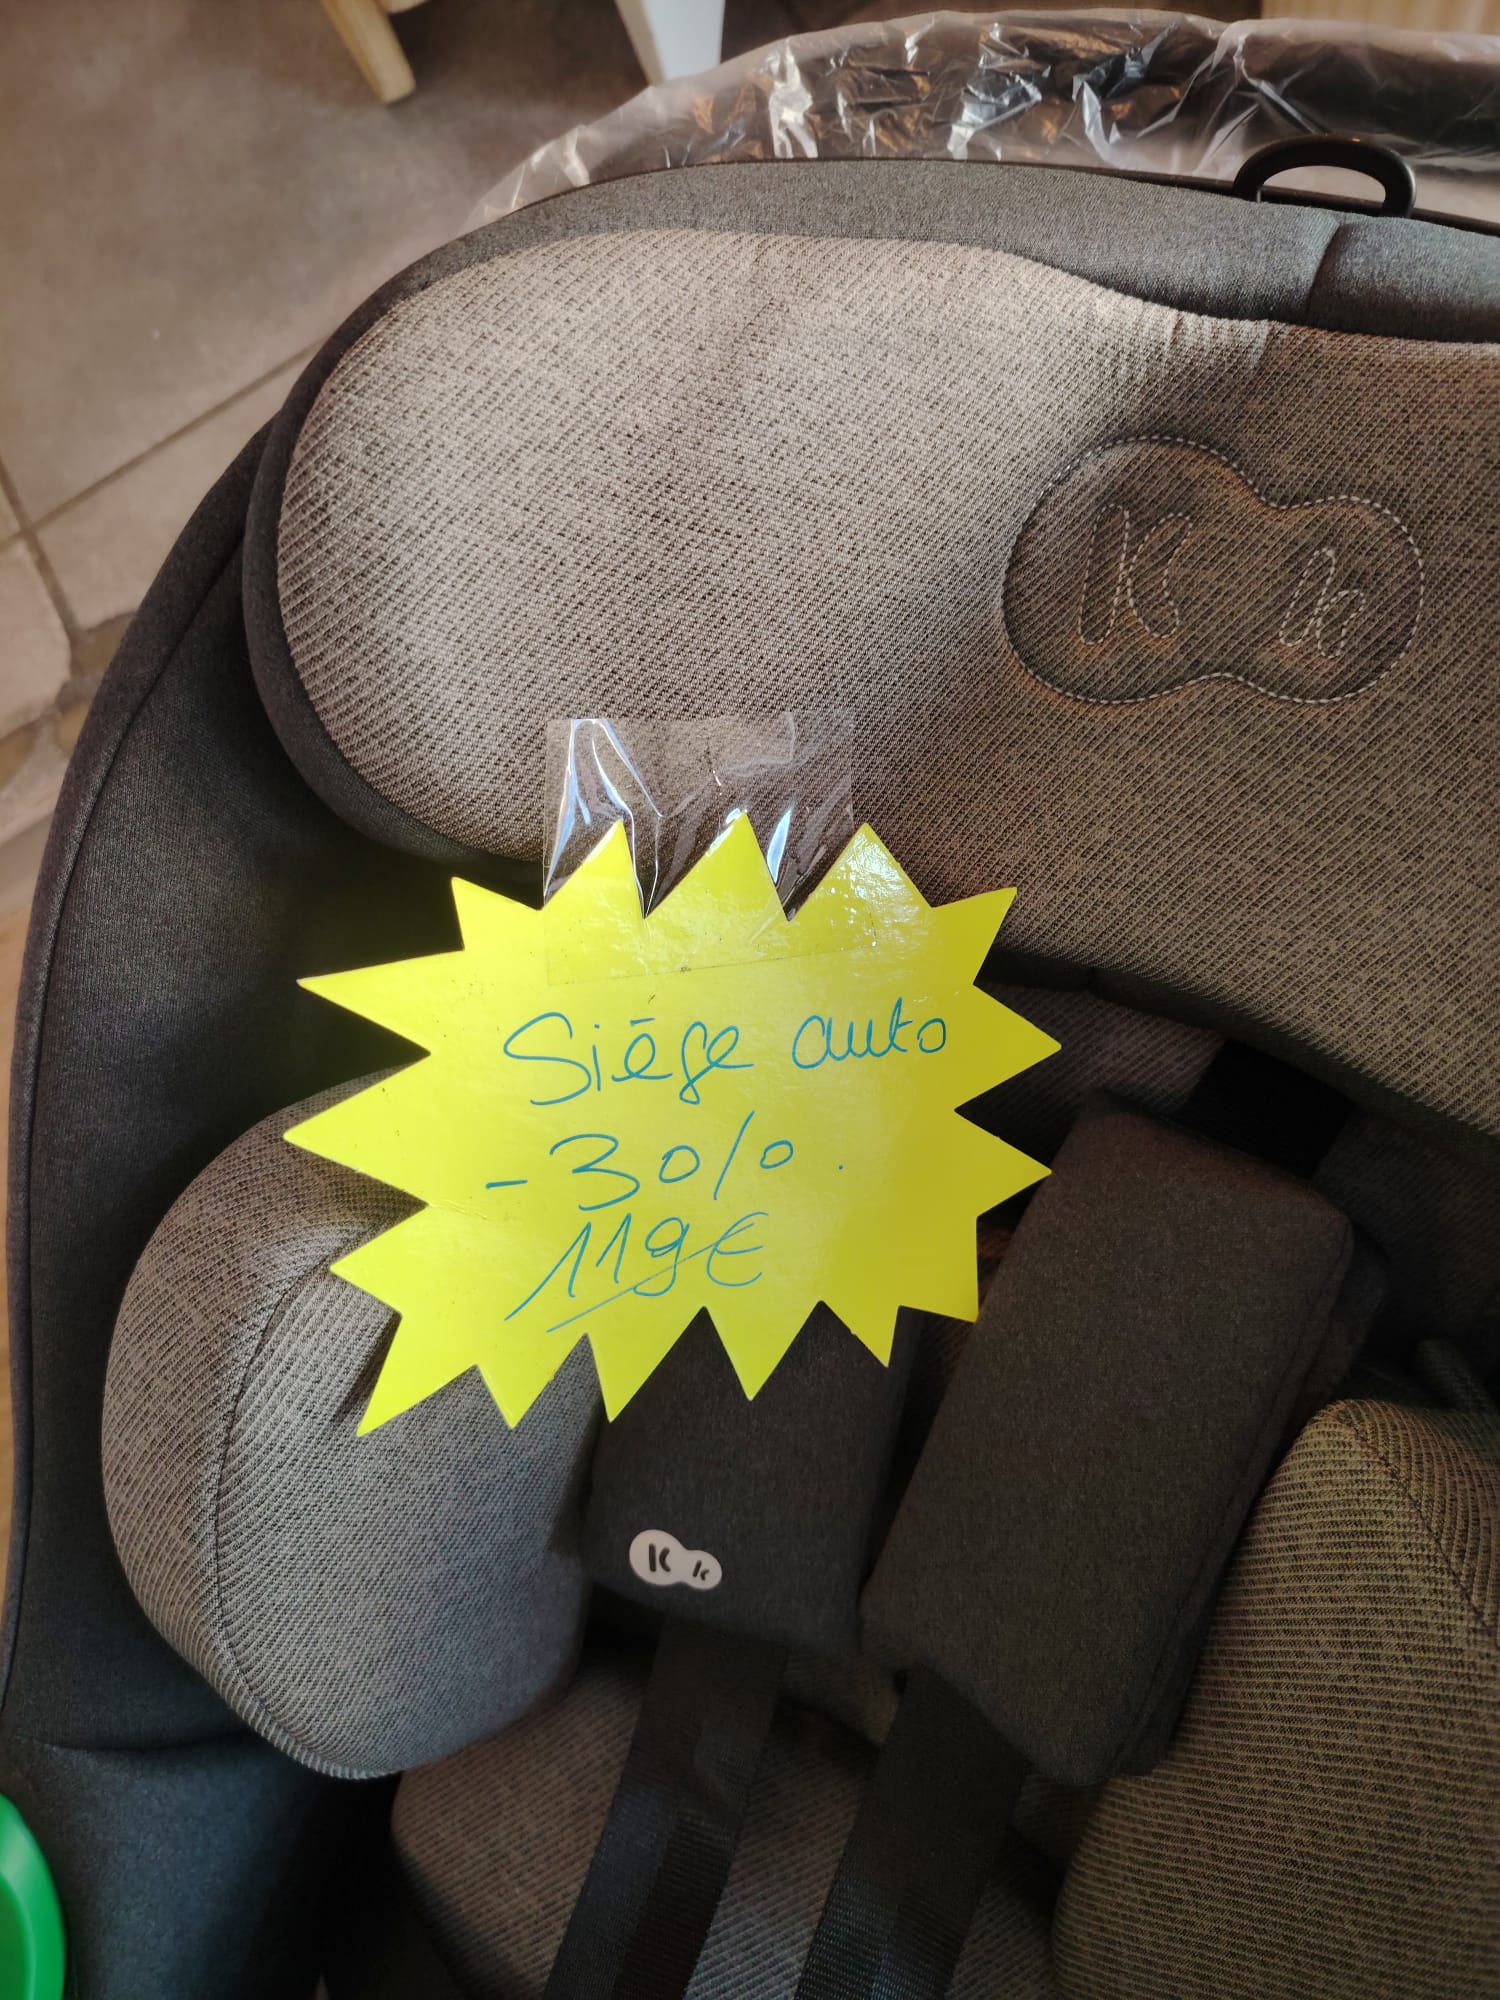 K k
Siège auto
- 30%.
119€
K k